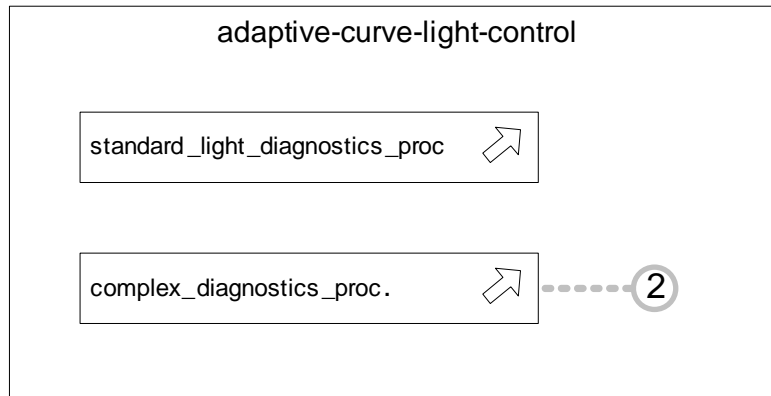 adaptive-curve-light-control
standard_light_diagnostics_proc
complex_diagnostics_proc.
2